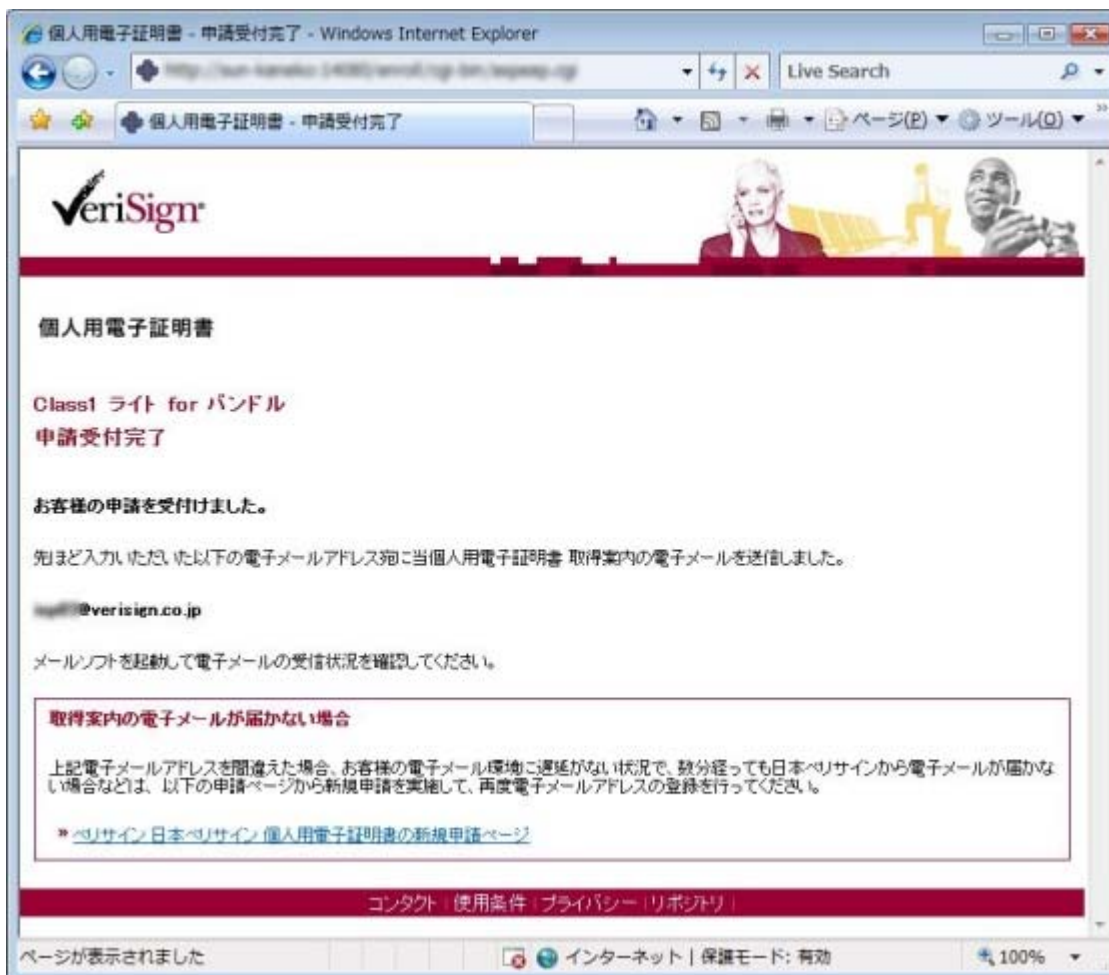 個人用電子証明書 - 申請受付完了 - Windows Internet Explorer
Live Search
個人用電子証明書 - 申請受付完了
ページ(P)
ツール(O)
VeriSign
個人用電子証明書
Class1 ライト for バンドル
申請受付完了
お客様の申請を受付けました。
先ほど入力いただいた以下の電子メールアドレス宛に当個人用電子証明書 取得案内の電子メールを送信しました。
@verisign.co.jp
メールソフトを起動して電子メールの受信状況を確認してください。
取得案内の電子メールが届かない場合
上記電子メールアドレスを間違えた場合、お客様の電子メール環境に遅延がない状況で、数分経っても日本ベリサインから電子メールが届かな
い場合などは、以下の申請ページから新規申請を実施して、再度電子メールアドレスの登録を行ってください。
» ベリサイン 日本ベリサイン 個人用電子証明書の新規申請ページ
コンタクト | 使用条件 | プライバシー | リポジトリ |
ページが表示されました
インターネット | 保護モード: 有効
100%